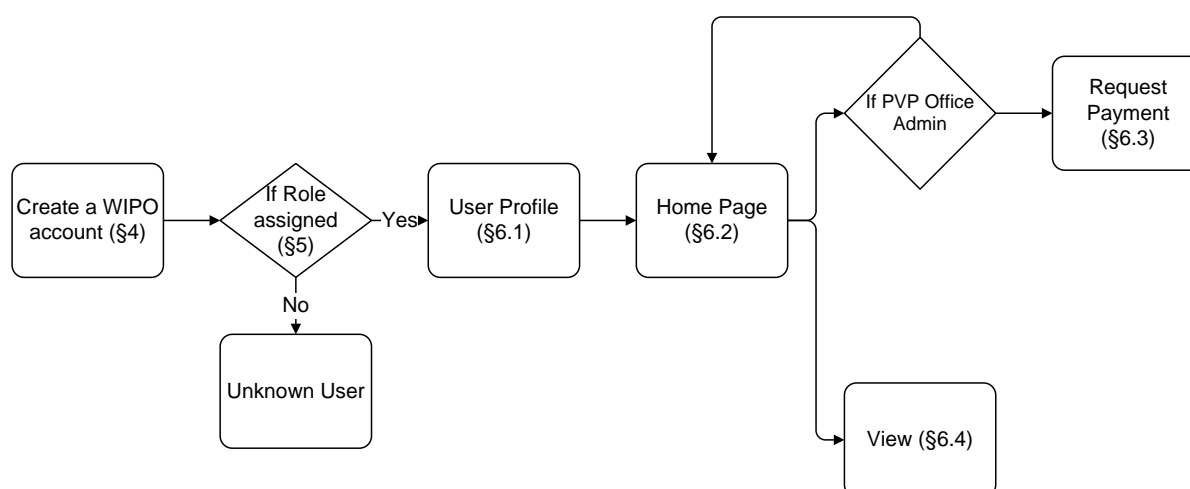 Create a WIPO
account (§4)
If Role
assigned
(§5)
Yes
No
Unknown User
User Profile
(§6.1)
Home Page
(§6.2)
If PVP Office
Admin
Request
Payment
(§6.3)
View (§6.4)